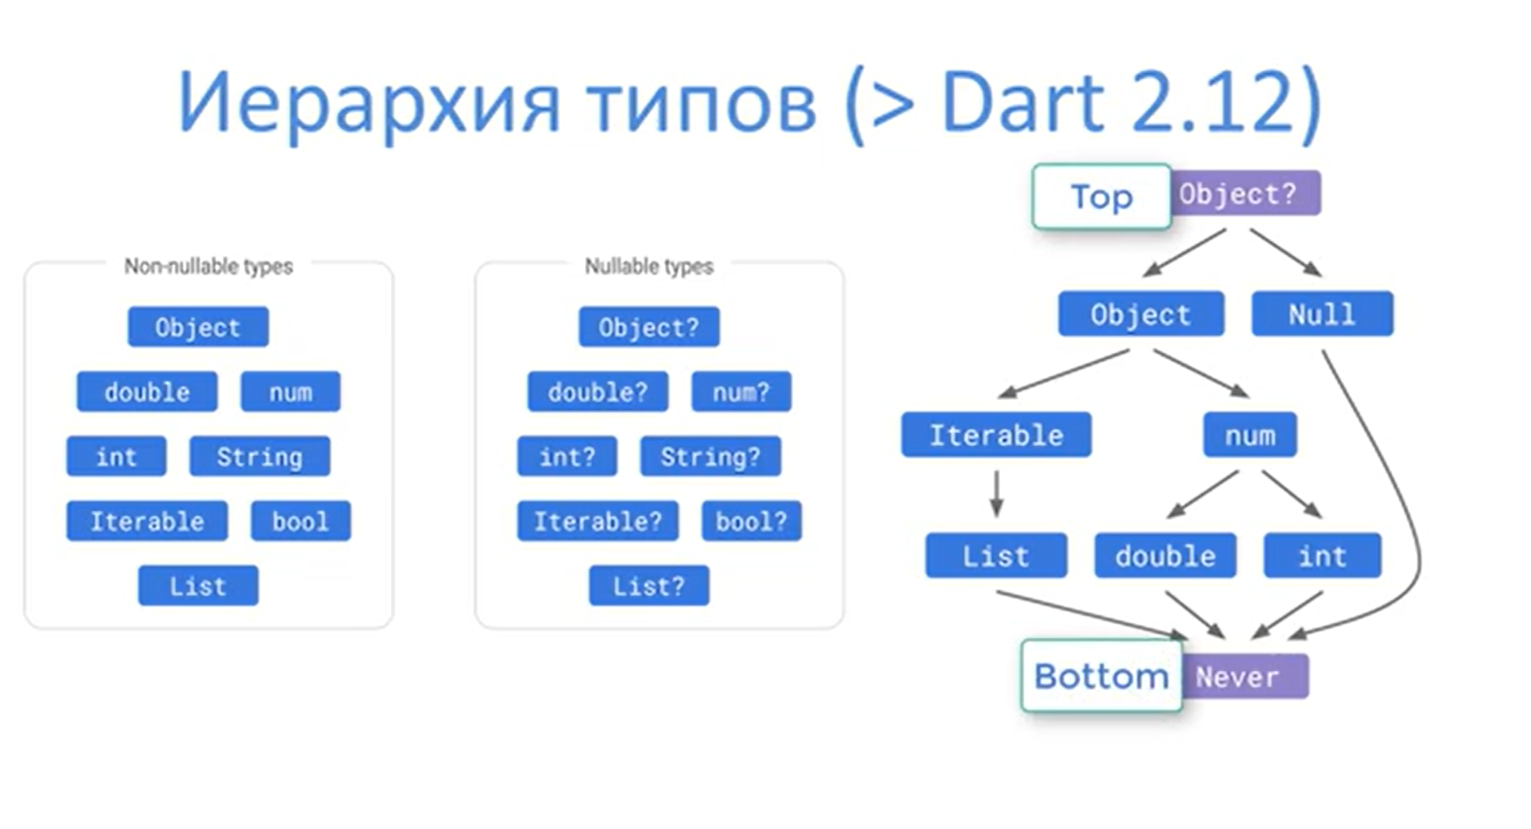 Иерархия типов (> Dart 2.12)
Non-nullable types
Object
double num
int String
Iterable bool
List
Nullable types
Object?
double? num?
int? String?
Iterable? bool?
List?
Top Object?
Object Null
Iterable num
List double int
Bottom Never